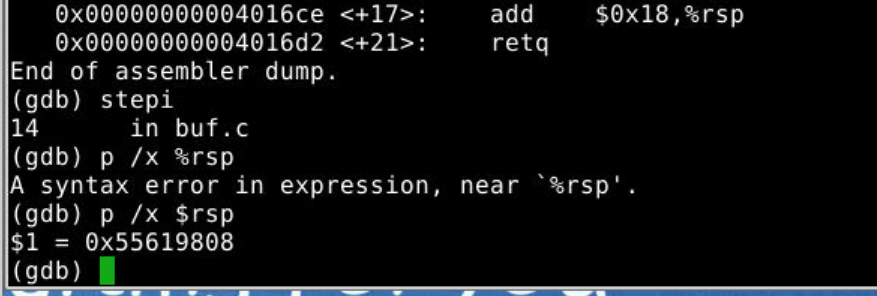 0x00000000004016ce <+17>: add $0x18,%rsp
0x00000000004016d2 <+21>: retq
End of assembler dump.
(gdb) stepi
14 in buf.c
(gdb) p /x %rsp
A syntax error in expression, near `%rsp'.
(gdb) p /x $rsp
$1 = 0x55619808
(gdb)